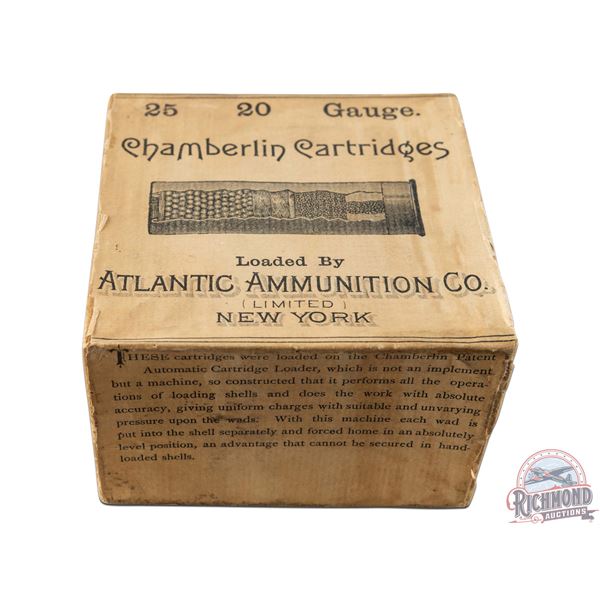 25 20 Gauge.
Chamberlin Cartridges
Loaded By
ATLANTIC AMMUNITION CO.
(LIMITED)
NEW YORK
THESE cartridges were loaded on the Chamberlin Patent
Automatic Cartridge Loader, which is not an implement
but a machine, so constructed that it performs all the opera-
tions of loading shells and does the work with absolute
accuracy, giving uniform charges with suitable and unvarying
pressure upon the wads. With this machine each wad is
put into the shell separately and forced home in an absolutely
level position, an advantage that cannot be secured in hand-
loaded shells.
RICHMOND
AUCTIONS